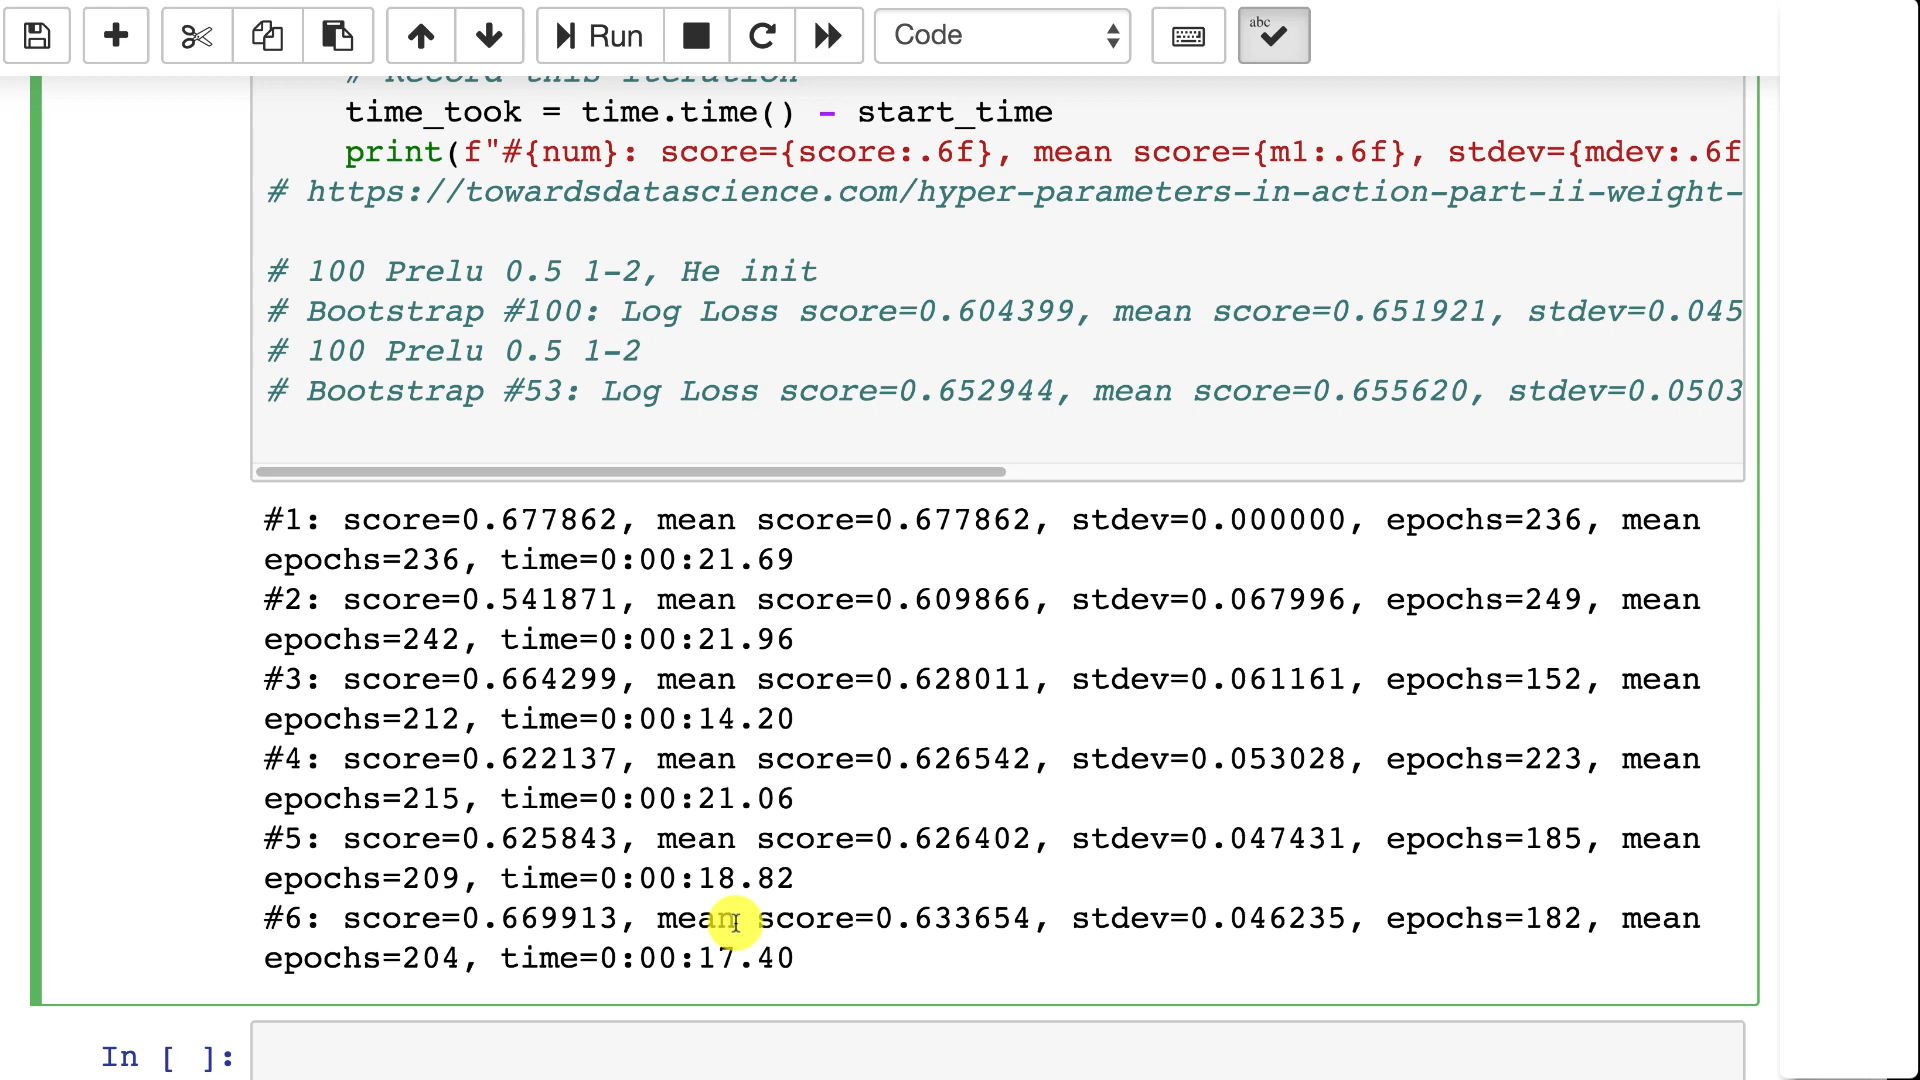 Run
Code
abc
# Record this iteration
time_took = time.time() - start_time
print(f"#{num}: score={score:.6f}, mean score={m1:.6f}, stdev={mdev:.6f
# https://towardsdatascience.com/hyper-parameters-in-action-part-ii-weight-
# 100 Prelu 0.5 1-2, He init
# Bootstrap #100: Log Loss score=0.604399, mean score=0.651921, stdev=0.045
# 100 Prelu 0.5 1-2
# Bootstrap #53: Log Loss score=0.652944, mean score=0.655620, stdev=0.0503
#1: score=0.677862, mean score=0.677862, stdev=0.000000, epochs=236, mean
epochs=236, time=0:00:21.69
#2: score=0.541871, mean score=0.609866, stdev=0.067996, epochs=249, mean
epochs=242, time=0:00:21.96
#3: score=0.664299, mean score=0.628011, stdev=0.061161, epochs=152, mean
epochs=212, time=0:00:14.20
#4: score=0.622137, mean score=0.626542, stdev=0.053028, epochs=223, mean
epochs=215, time=0:00:21.06
#5: score=0.625843, mean score=0.626402, stdev=0.047431, epochs=185, mean
epochs=209, time=0:00:18.82
#6: score=0.669913, mean score=0.633654, stdev=0.046235, epochs=182, mean
epochs=204, time=0:00:17.40
In [ ]: